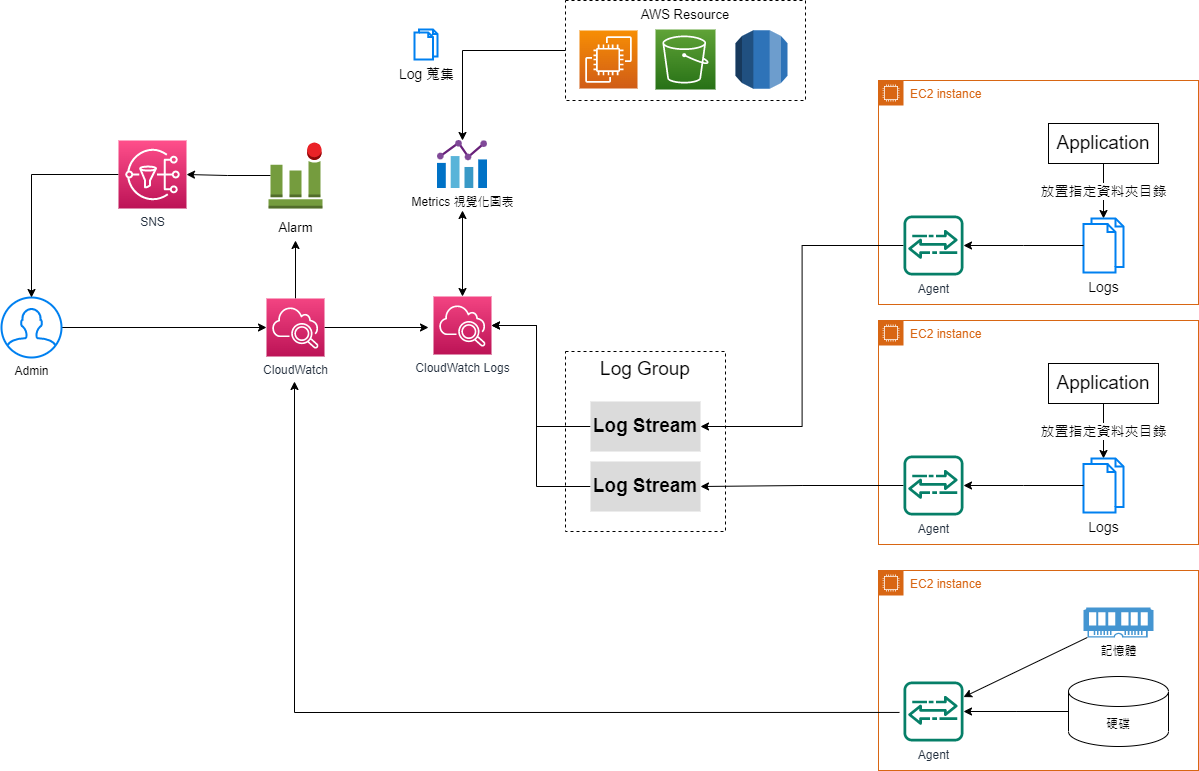 AWS Resource
Log 蒐集
EC2 instance
Application
放置指定資料夾目錄
Metrics 視覺化圖表
SNS
Alarm
Agent
Logs
EC2 instance
Admin
CloudWatch
CloudWatch Logs
Log Group
Application
放置指定資料夾目錄
Log Stream
Log Stream
Agent
Logs
EC2 instance
記憶體
硬碟
Agent